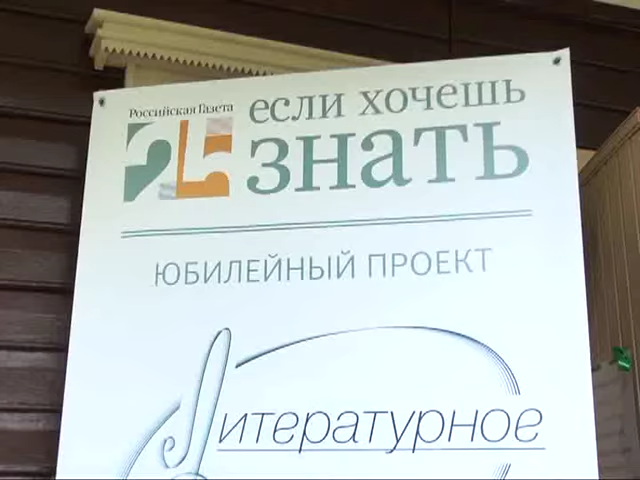 Российская Газета
25
если хочешь
знать
ЮБИЛЕЙНЫЙ ПРОЕКТ
Литературное